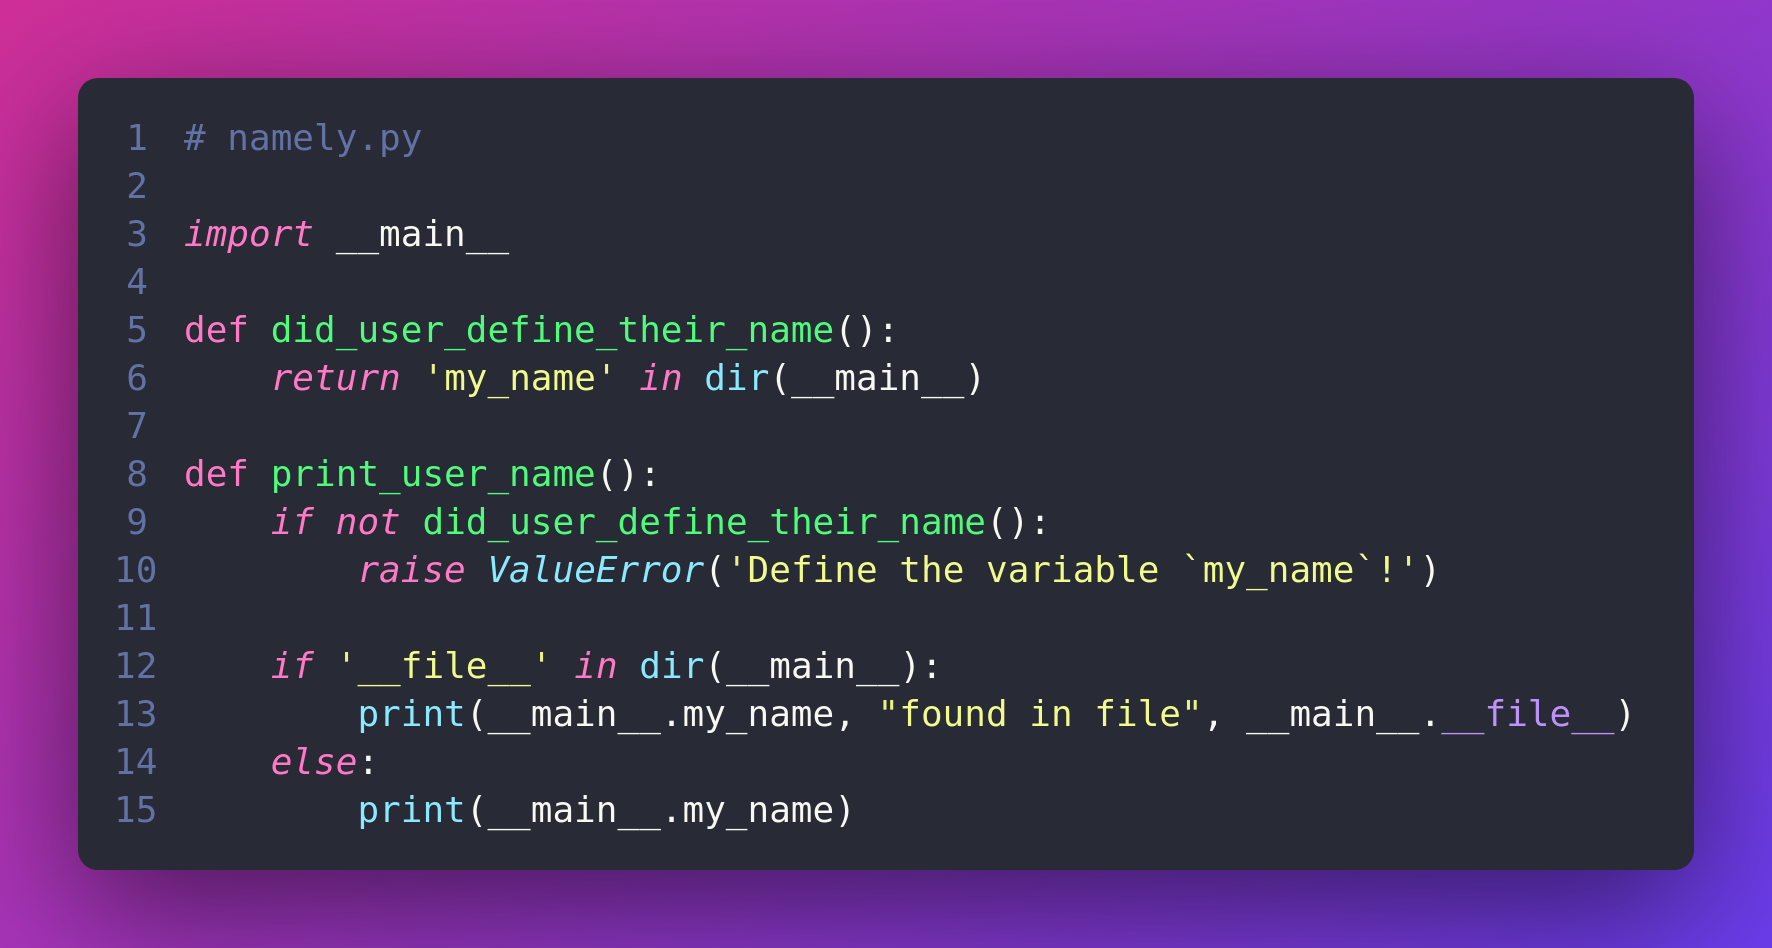 1 # namely.py
2
3 import __main__
4
5 def did_user_define_their_name():
6     return 'my_name' in dir(__main__)
7
8 def print_user_name():
9     if not did_user_define_their_name():
10         raise ValueError('Define the variable `my_name`!')
11
12     if '__file__' in dir(__main__):
13         print(__main__.my_name, "found in file", __main__.__file__)
14     else:
15         print(__main__.my_name)